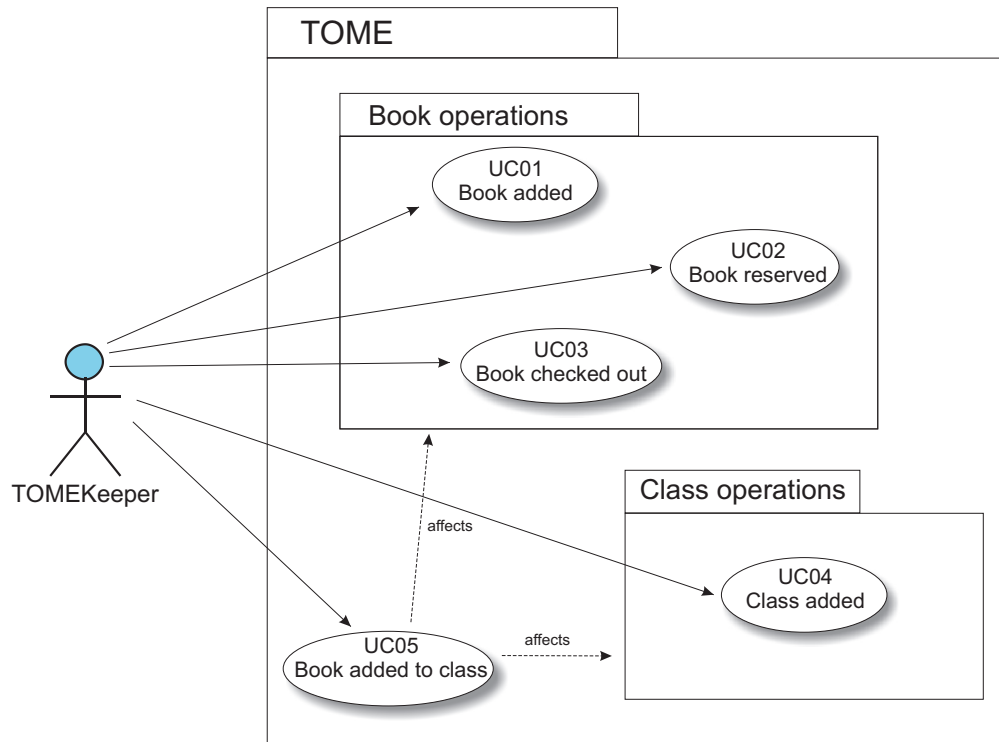 TOME
Book operations
UC01
Book added
UC02
Book reserved
UC03
Book checked out
TOMEKeeper
Class operations
affects
UC04
Class added
UC05
Book added to class
affects